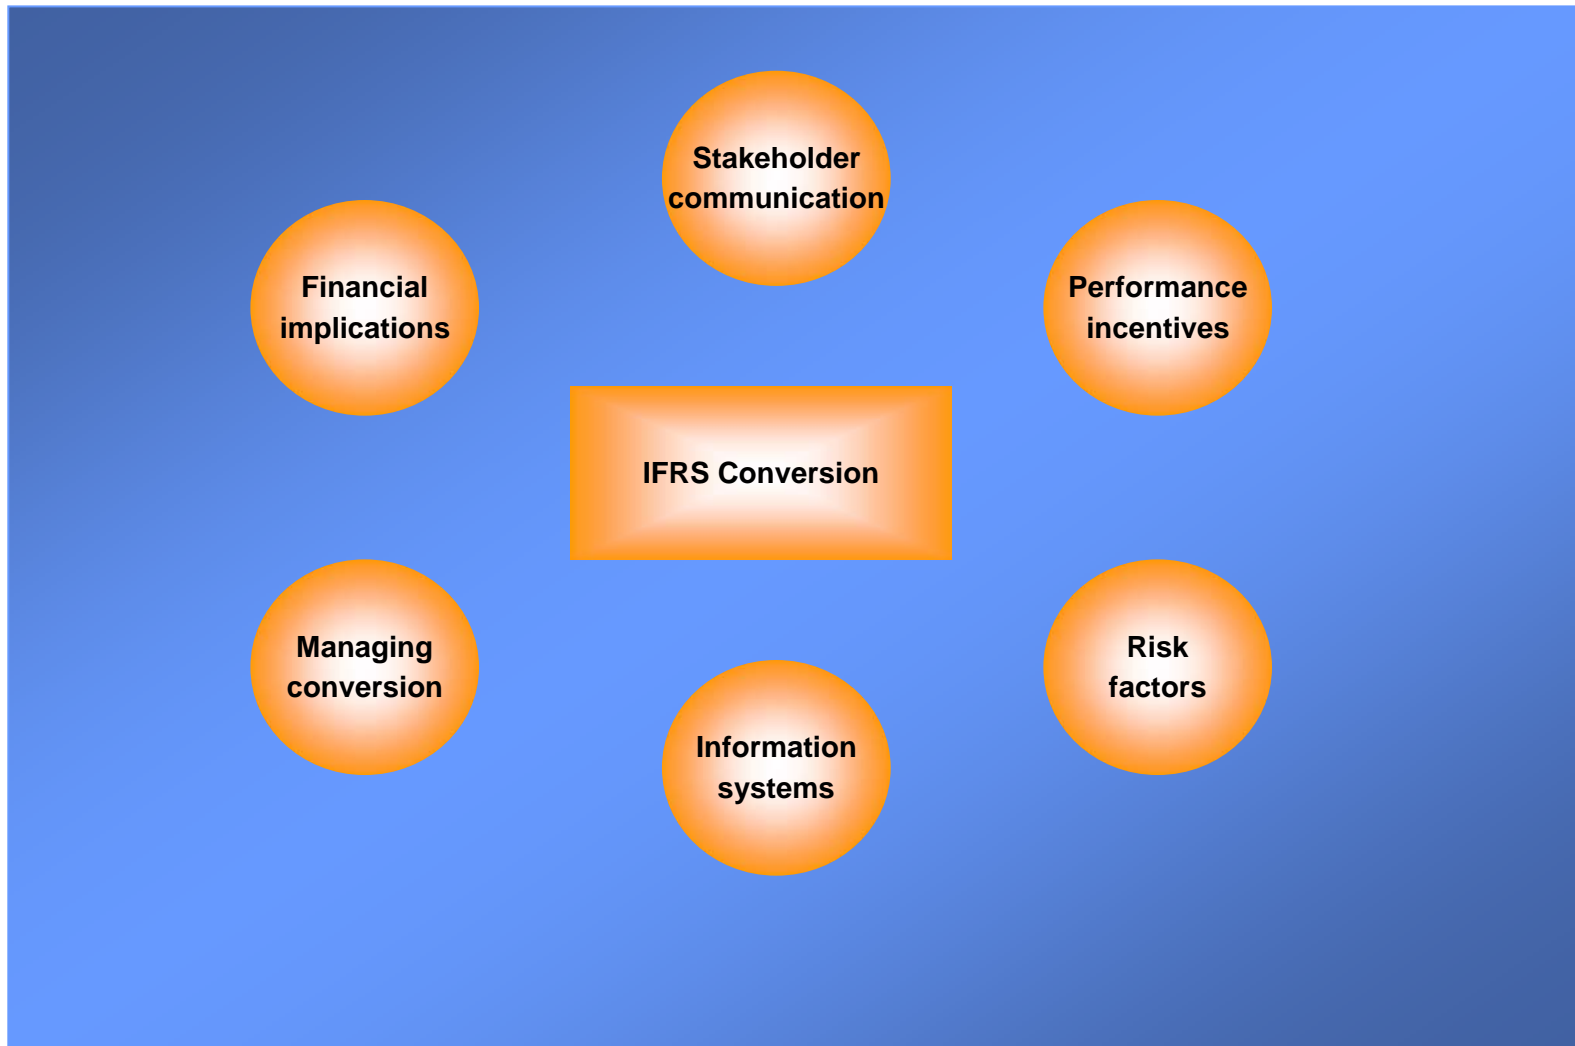 Stakeholder
communication
Financial
implications
Performance
incentives
IFRS Conversion
Managing
conversion
Risk
factors
Information
systems